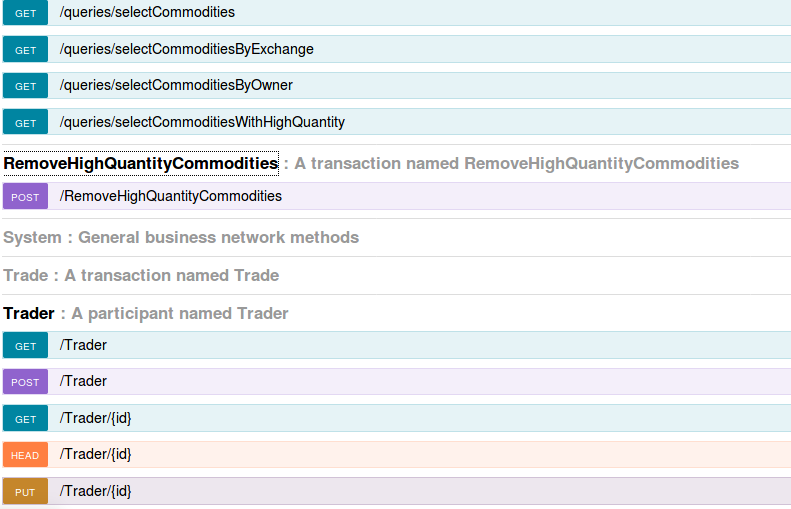 GET /queries/selectCommodities
GET /queries/selectCommoditiesByExchange
GET /queries/selectCommoditiesByOwner
GET /queries/selectCommoditiesWithHighQuantity
RemoveHighQuantityCommodities : A transaction named RemoveHighQuantityCommodities
POST /RemoveHighQuantityCommodities
System : General business network methods
Trade : A transaction named Trade
Trader : A participant named Trader
GET /Trader
POST /Trader
GET /Trader/{id}
HEAD /Trader/{id}
PUT /Trader/{id}